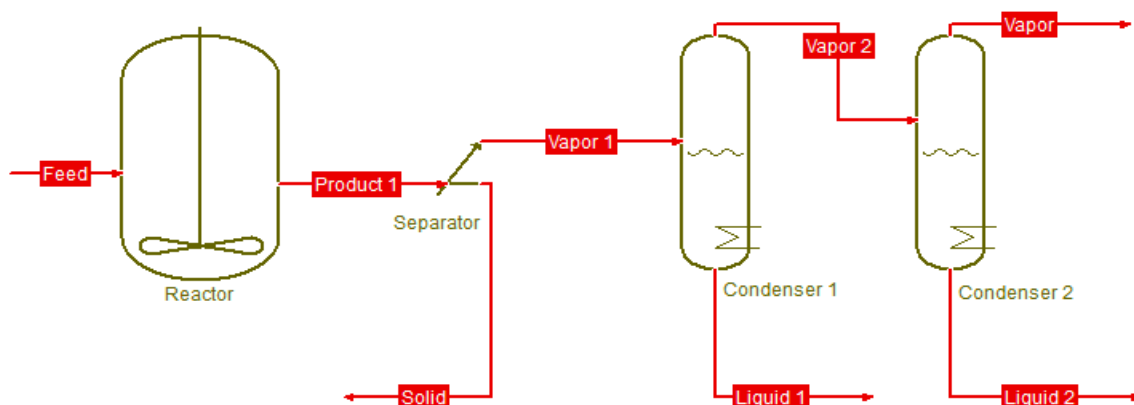 Vapor
Vapor 2
Vapor 1
Feed
Product 1
Separator
Reactor
Condenser 1
Condenser 2
Solid
Liquid 1
Liquid 2